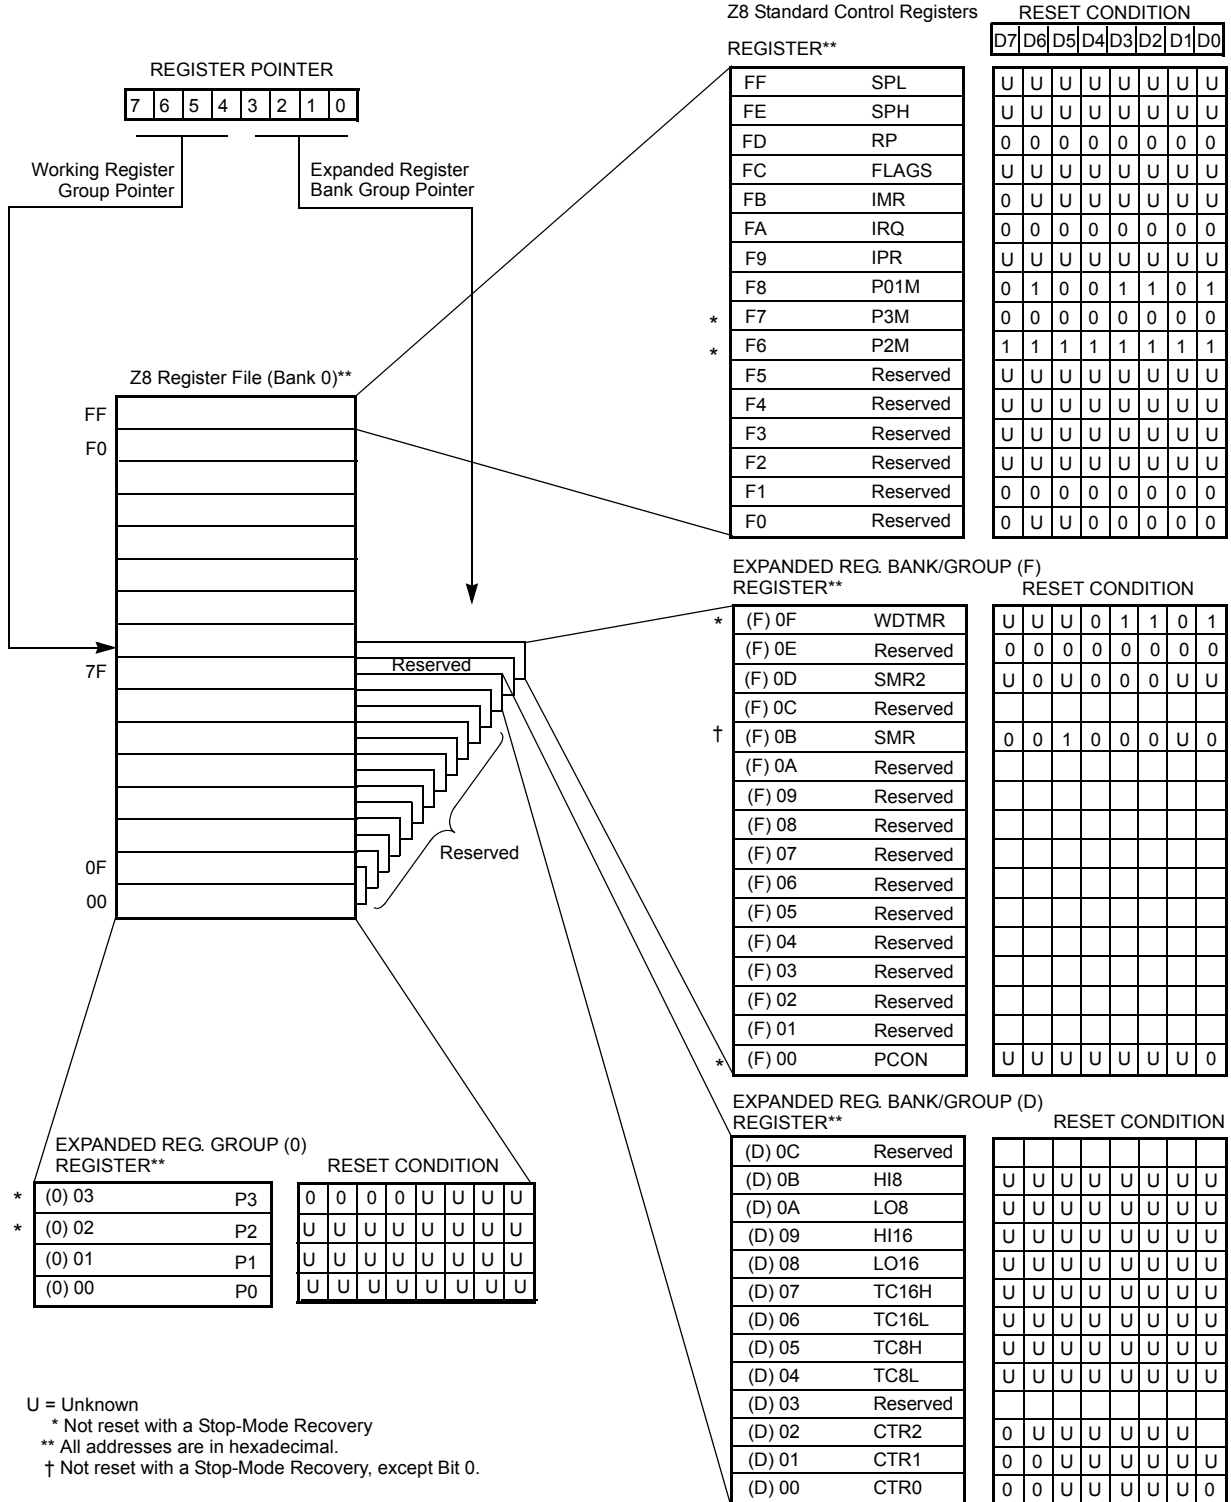 Z8 Standard Control Registers RESET CONDITION
REGISTER** D7 D6 D5 D4 D3 D2 D1 D0
FF SPL U U U U U U U U
FE SPH U U U U U U U U
FD RP 0 0 0 0 0 0 0 0
FC FLAGS U U U U U U U U
FB IMR 0 U U U U U U U
FA IRQ 0 0 0 0 0 0 0 0
F9 IPR U U U U U U U U
F8 P01M 0 1 0 0 1 1 0 1
* F7 P3M 0 0 0 0 0 0 0 0
* F6 P2M 1 1 1 1 1 1 1 1
F5 Reserved U U U U U U U U
F4 Reserved U U U U U U U U
F3 Reserved U U U U U U U U
F2 Reserved U U U U U U U U
F1 Reserved 0 0 0 0 0 0 0 0
F0 Reserved 0 U U 0 0 0 0 0
REGISTER POINTER
7 6 5 4 3 2 1 0
Working Register
Group Pointer
Expanded Register
Bank Group Pointer
Z8 Register File (Bank 0)**
FF
F0
7F
0F
00
Reserved
Reserved
EXPANDED REG. BANK/GROUP (F)
REGISTER** RESET CONDITION
* (F) 0F WDTMR U U U 0 1 1 0 1
(F) 0E Reserved 0 0 0 0 0 0 0 0
(F) 0D SMR2 U 0 U 0 0 0 U U
(F) 0C Reserved
† (F) 0B SMR 0 0 1 0 0 0 U 0
(F) 0A Reserved
(F) 09 Reserved
(F) 08 Reserved
(F) 07 Reserved
(F) 06 Reserved
(F) 05 Reserved
(F) 04 Reserved
(F) 03 Reserved
(F) 02 Reserved
(F) 01 Reserved
* (F) 00 PCON U U U U U U U 0
EXPANDED REG. BANK/GROUP (D)
REGISTER** RESET CONDITION
(D) 0C Reserved
(D) 0B HI8 U U U U U U U U
(D) 0A LO8 U U U U U U U U
(D) 09 HI16 U U U U U U U U
(D) 08 LO16 U U U U U U U U
(D) 07 TC16H U U U U U U U U
(D) 06 TC16L U U U U U U U U
(D) 05 TC8H U U U U U U U U
(D) 04 TC8L U U U U U U U U
(D) 03 Reserved
(D) 02 CTR2 0 U U U U U U
(D) 01 CTR1 0 0 U U U U U U
(D) 00 CTR0 0 0 U U U U U 0
EXPANDED REG. GROUP (0)
REGISTER** RESET CONDITION
* (0) 03 P3 0 0 0 0 U U U U
* (0) 02 P2 U U U U U U U U
(0) 01 P1 U U U U U U U U
(0) 00 P0 U U U U U U U U
U = Unknown
* Not reset with a Stop-Mode Recovery
** All addresses are in hexadecimal.
† Not reset with a Stop-Mode Recovery, except Bit 0.